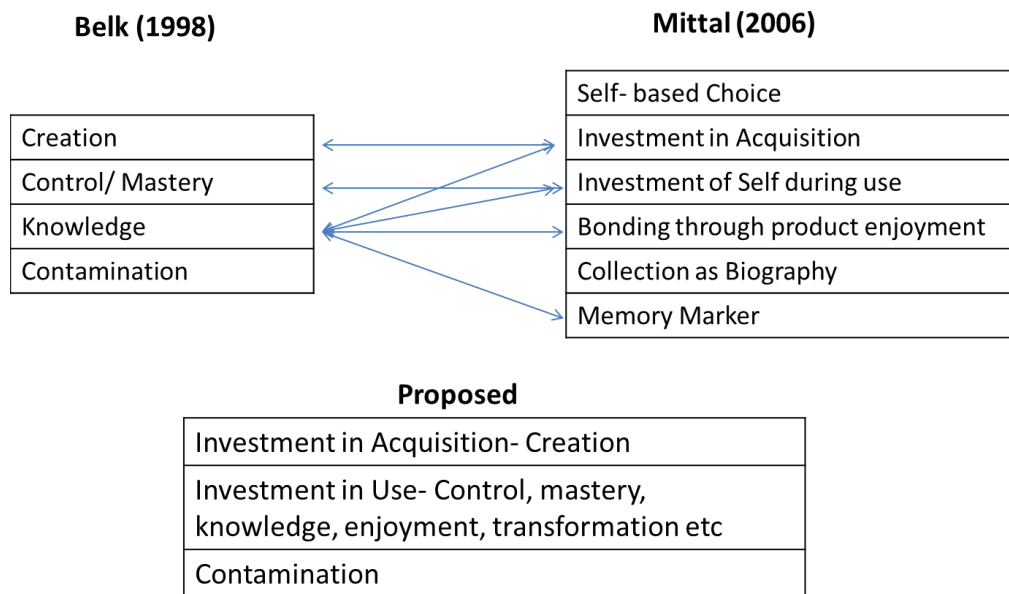 Belk (1998)
Mittal (2006)
Creation
Control/ Mastery
Knowledge
Contamination
Self- based Choice
Investment in Acquisition
Investment of Self during use
Bonding through product enjoyment
Collection as Biography
Memory Marker
Proposed
Investment in Acquisition- Creation
Investment in Use- Control, mastery,
knowledge, enjoyment, transformation etc
Contamination